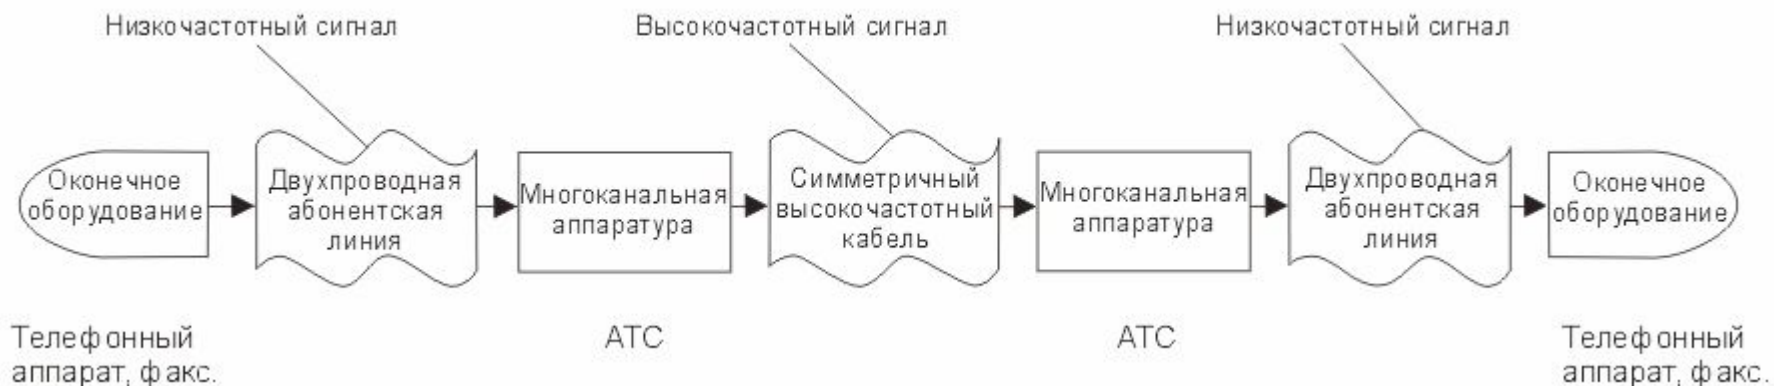 Низкочастотный сигнал
Высокочастотный сигнал
Низкочастотный сигнал
Оконечное
оборудование
Двухпроводная
абонентская
линия
Многоканальная
аппаратура
Симметричный
высокочастотный
кабель
Многоканальная
аппаратура
Двухпроводная
абонентская
линия
Оконечное
оборудование
Телефонный
аппарат, факс.
АТС
АТС
Телефонный
аппарат, факс.